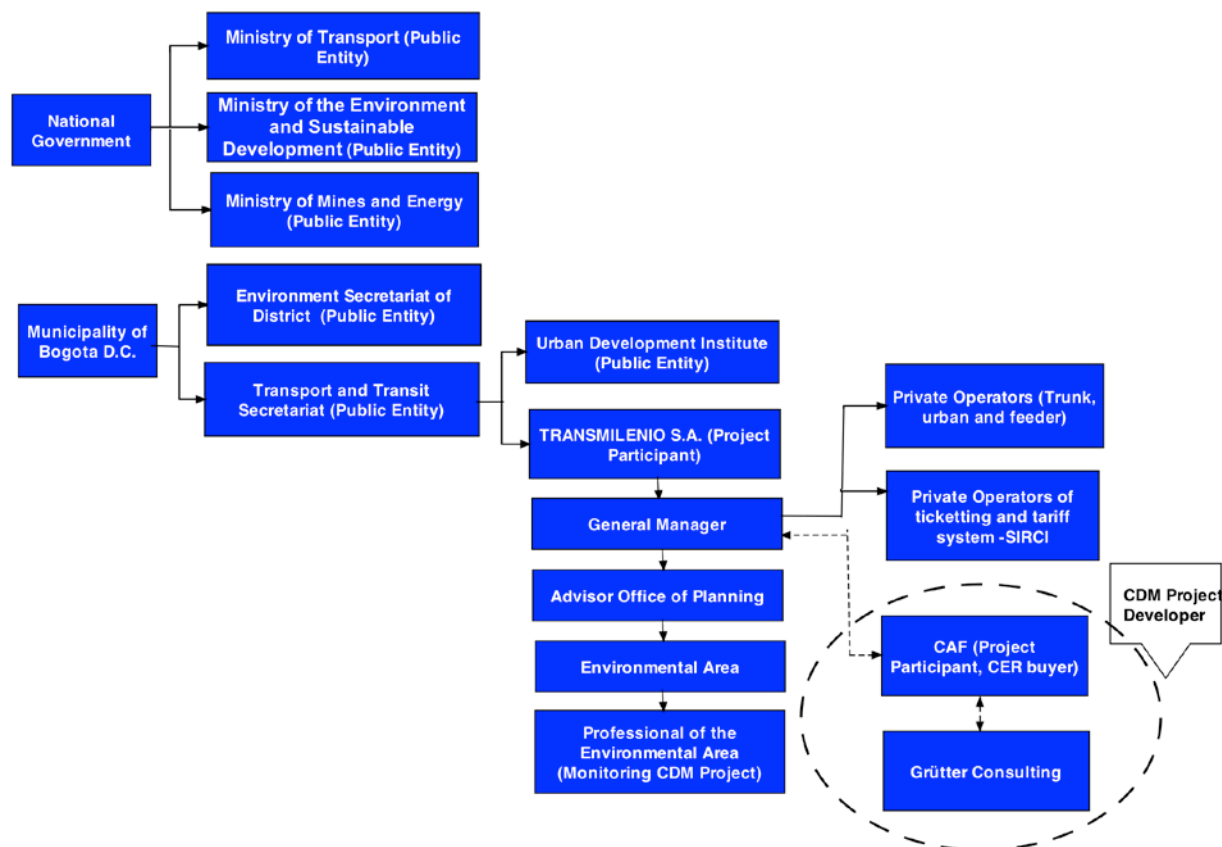 Ministry of Transport (Public
Entity)
National
Government
Ministry of the Environment
and Sustainable
Development (Public Entity)
Ministry of Mines and Energy
(Public Entity)
Municipality of
Bogota D.C.
Environment Secretariat of
District (Public Entity)
Transport and Transit
Secretariat (Public Entity)
Urban Development Institute
(Public Entity)
TRANSMILENIO S.A. (Project
Participant)
General Manager
Advisor Office of Planning
Environmental Area
Professional of the
Environmental Area
(Monitoring CDM Project)
Private Operators (Trunk,
urban and feeder)
Private Operators of
ticketting and tariff
system -SIRCI
CDM Project
Developer
CAF (Project
Participant, CER buyer)
Grütter Consulting